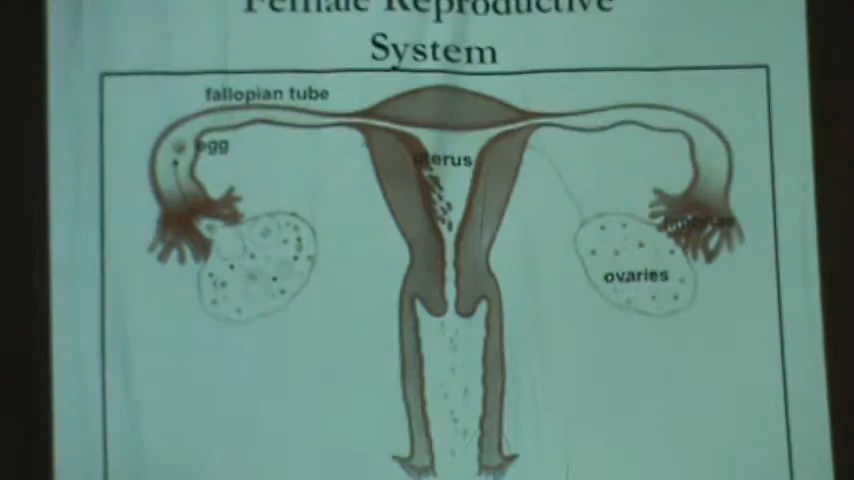 Female Reproductive
System
fallopian tube
egg
uterus
ovaries